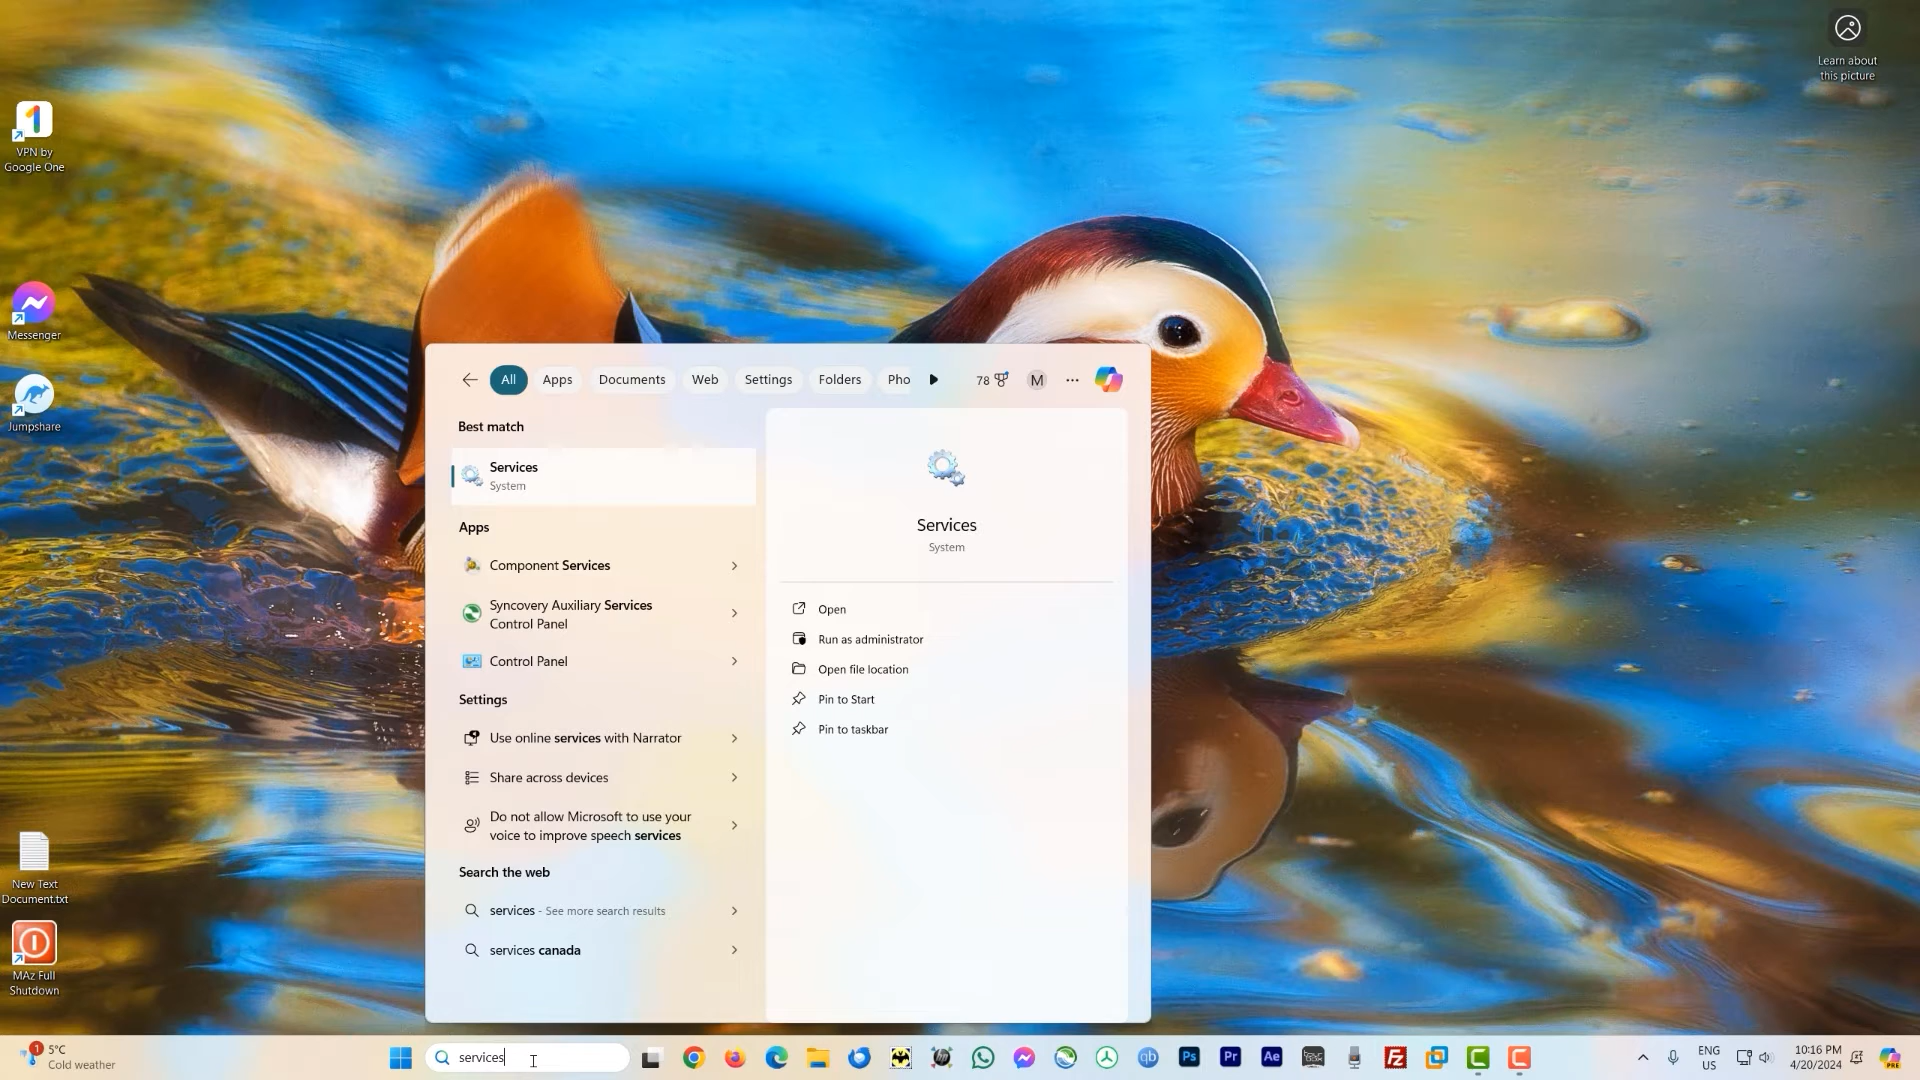 Learn about
this picture
VPN by
Google One
Messenger
Jumpshare
New Text
Document.txt
MAz Full
Shutdown
All
Apps
Documents
Web
Settings
Folders
Pho
78
M
Best match
Services
System
Apps
Component Services
Syncovery Auxiliary Services
Control Panel
Control Panel
Settings
Use online services with Narrator
Share across devices
Do not allow Microsoft to use your
voice to improve speech services
Search the web
services - See more search results
services canada
Services
System
Open
Run as administrator
Open file location
Pin to Start
Pin to taskbar
1
5°C
Cold weather
services
qb
Ps
Pr
Ae
Fz
C
C
ENG
US
10:16 PM
4/20/2024
PRE